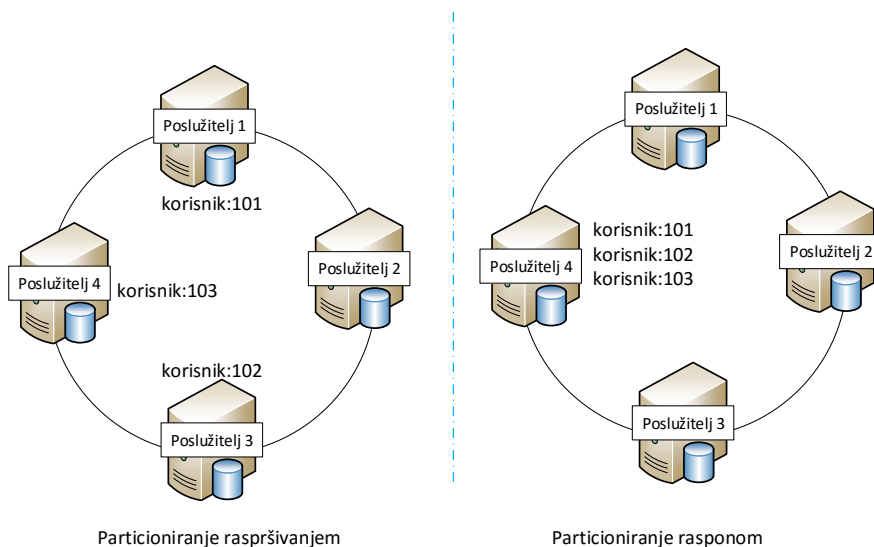 Poslužitelj 1
korisnik:101
Poslužitelj 2
Poslužitelj 4
korisnik:103
korisnik:102
Poslužitelj 3
Particioniranje raspršivanjem
Poslužitelj 1
korisnik:101
korisnik:102
korisnik:103
Poslužitelj 2
Poslužitelj 4
Poslužitelj 3
Particioniranje rasponom